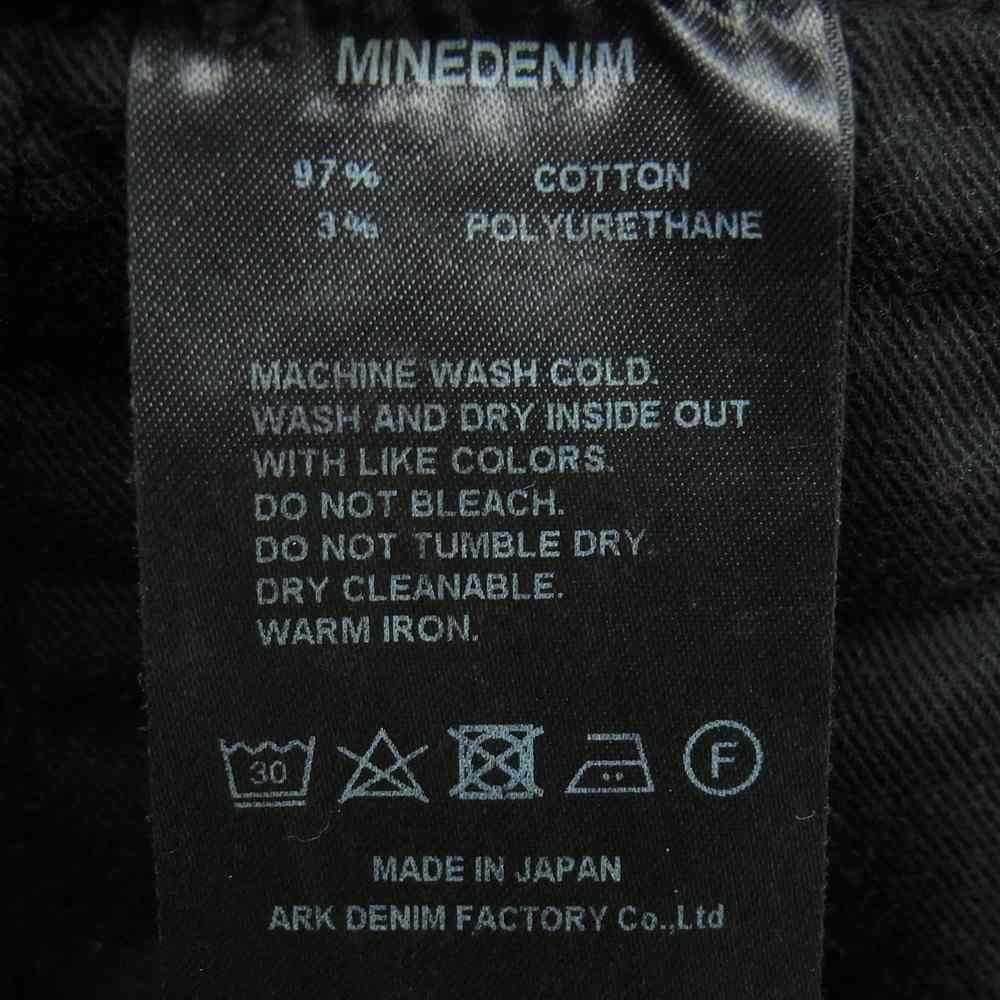 MINEDENIM
97% COTTON
3% POLYURETHANE
MACHINE WASH COLD.
WASH AND DRY INSIDE OUT
WITH LIKE COLORS.
DO NOT BLEACH.
DO NOT TUMBLE DRY.
DRY CLEANABLE.
WARM IRON.
30 F
MADE IN JAPAN
ARK DENIM FACTORY Co.,Ltd